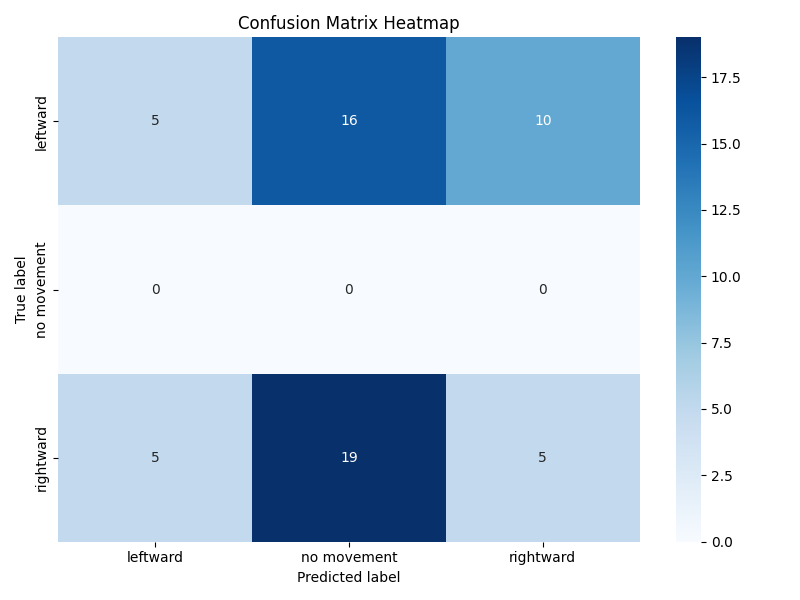 Confusion Matrix Heatmap
True label
leftward
5 16 10
no movement
0 0 0
rightward
5 19 5
leftward no movement rightward
Predicted label
17.5
15.0
12.5
10.0
7.5
5.0
2.5
0.0